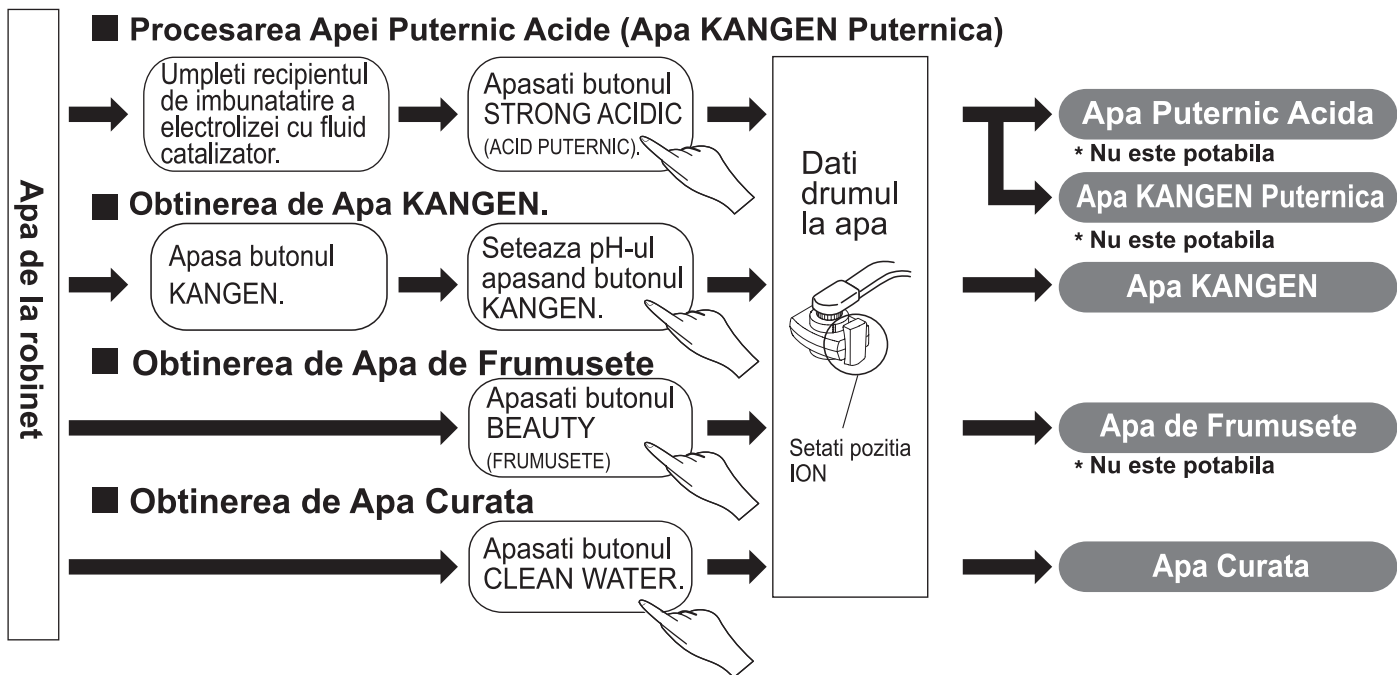 Apa de la robinet
■ Procesarea Apei Puternic Acide (Apa KANGEN Puternica)
Umpleti recipientul
de imbunatatire a
electrolizei cu fluid
catalizator.
Apasati butonul
STRONG ACIDIC
(ACID PUTERNIC).
■ Obtinerea de Apa KANGEN.
Apasa butonul
KANGEN.
Seteaza pH-ul
apasand butonul
KANGEN.
■ Obtinerea de Apa de Frumusete
Apasati butonul
BEAUTY
(FRUMUSETE)
■ Obtinerea de Apa Curata
Apasati butonul
CLEAN WATER.
Dati
drumul
la apa
Setati pozitia
ION
Apa Puternic Acida
* Nu este potabila
Apa KANGEN Puternica
* Nu este potabila
Apa KANGEN
Apa de Frumusete
* Nu este potabila
Apa Curata